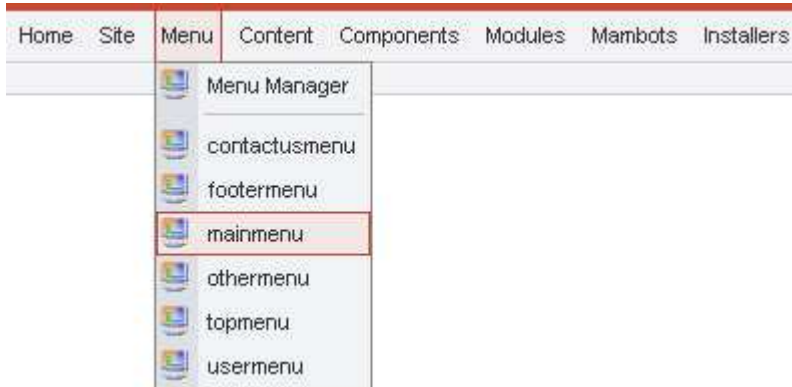 Home Site Menu Content Components Modules Mambots Installers
Menu Manager
contactusmenu
footermenu
mainmenu
othermenu
topmenu
usermenu